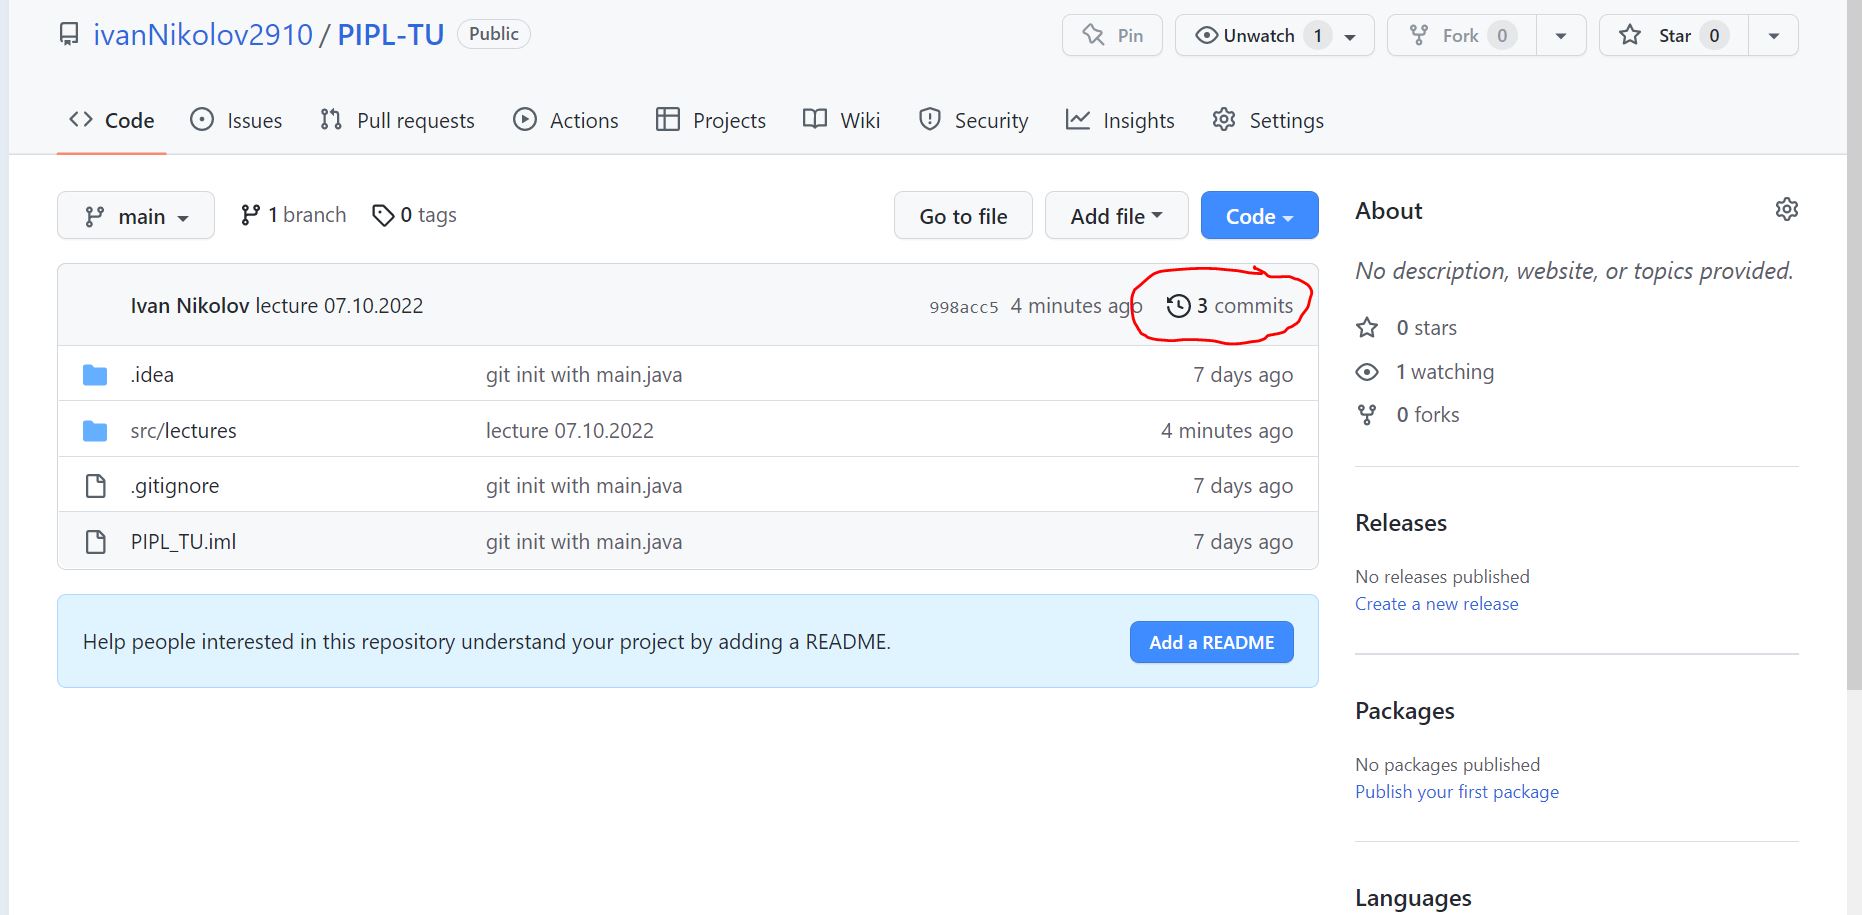 ivanNikolov2910 / PIPL-TU Public
Pin Unwatch 1 Fork 0 Star 0
Code Issues Pull requests Actions Projects Wiki Security Insights Settings
main 1 branch 0 tags Go to file Add file Code
Ivan Nikolov lecture 07.10.2022 998acc5 4 minutes ago 3 commits
.idea git init with main.java 7 days ago
src/lectures lecture 07.10.2022 4 minutes ago
.gitignore git init with main.java 7 days ago
PIPL_TU.iml git init with main.java 7 days ago
Help people interested in this repository understand your project by adding a README. Add a README
About
No description, website, or topics provided.
0 stars
1 watching
0 forks
Releases
No releases published
Create a new release
Packages
No packages published
Publish your first package
Languages